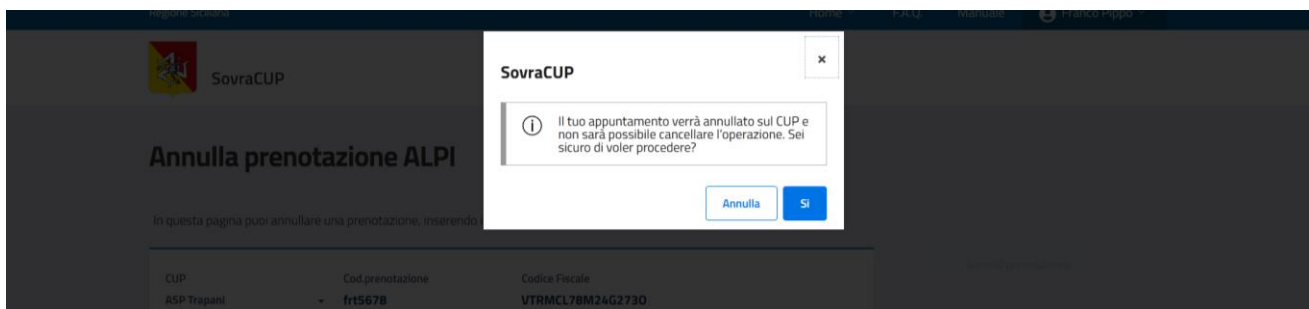 Regione Siciliana
Home F.A.Q. Manuale Franco Pippo
SovraCUP
SovraCUP
Il tuo appuntamento verrà annullato sul CUP e
non sarà possibile cancellare l'operazione. Sei
sicuro di voler procedere?
Annulla Si
Annulla prenotazione ALPI
In questa pagina puoi annullare una prenotazione, inserendo
CUP Cod.prenotazione Codice Fiscale
ASP Trapani frt5678 VTRMCL78M24G273O